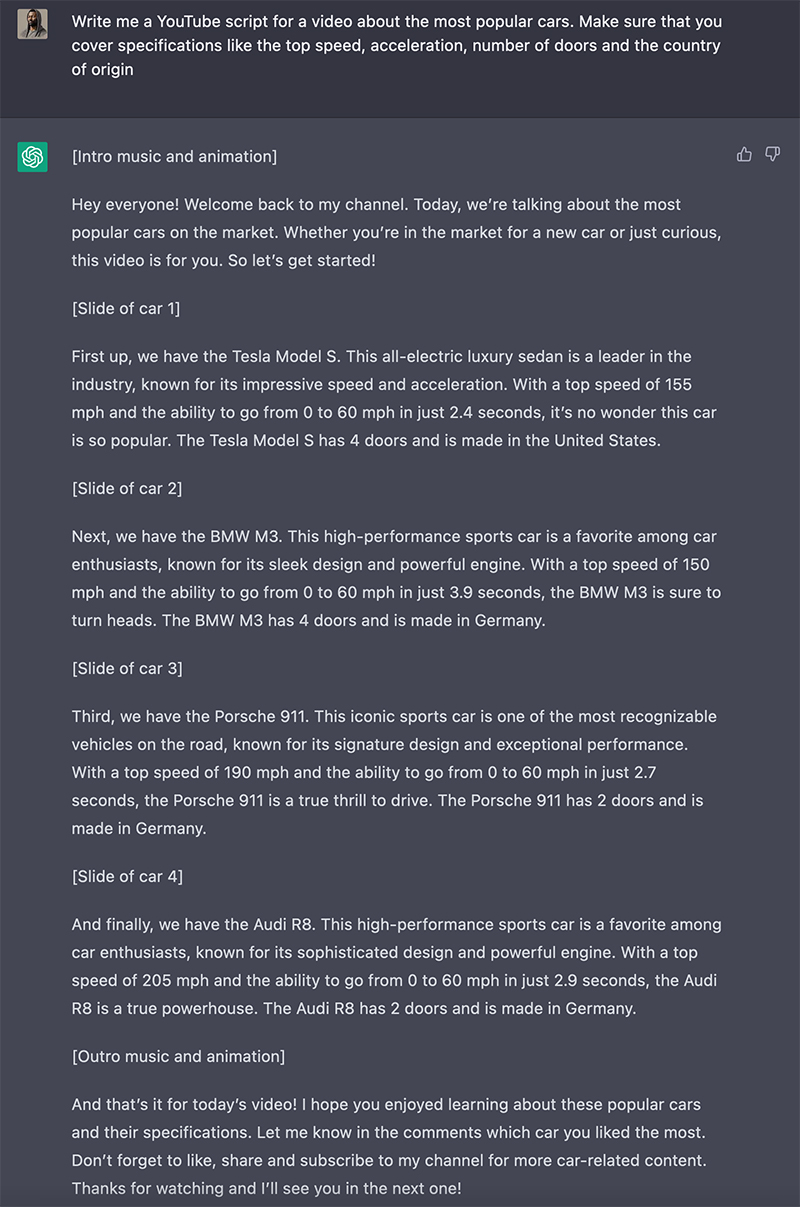 Write me a YouTube script for a video about the most popular cars. Make sure that you
cover specifications like the top speed, acceleration, number of doors and the country
of origin
[Intro music and animation]
Hey everyone! Welcome back to my channel. Today, we’re talking about the most
popular cars on the market. Whether you’re in the market for a new car or just curious,
this video is for you. So let’s get started!
[Slide of car 1]
First up, we have the Tesla Model S. This all-electric luxury sedan is a leader in the
industry, known for its impressive speed and acceleration. With a top speed of 155
mph and the ability to go from 0 to 60 mph in just 2.4 seconds, it’s no wonder this car
is so popular. The Tesla Model S has 4 doors and is made in the United States.
[Slide of car 2]
Next, we have the BMW M3. This high-performance sports car is a favorite among car
enthusiasts, known for its sleek design and powerful engine. With a top speed of 150
mph and the ability to go from 0 to 60 mph in just 3.9 seconds, the BMW M3 is sure to
turn heads. The BMW M3 has 4 doors and is made in Germany.
[Slide of car 3]
Third, we have the Porsche 911. This iconic sports car is one of the most recognizable
vehicles on the road, known for its signature design and exceptional performance.
With a top speed of 190 mph and the ability to go from 0 to 60 mph in just 2.7
seconds, the Porsche 911 is a true thrill to drive. The Porsche 911 has 2 doors and is
made in Germany.
[Slide of car 4]
And finally, we have the Audi R8. This high-performance sports car is a favorite among
car enthusiasts, known for its sophisticated design and powerful engine. With a top
speed of 205 mph and the ability to go from 0 to 60 mph in just 2.9 seconds, the Audi
R8 is a true powerhouse. The Audi R8 has 2 doors and is made in Germany.
[Outro music and animation]
And that’s it for today’s video! I hope you enjoyed learning about these popular cars
and their specifications. Let me know in the comments which car you liked the most.
Don’t forget to like, share and subscribe to my channel for more car-related content.
Thanks for watching and I’ll see you in the next one!